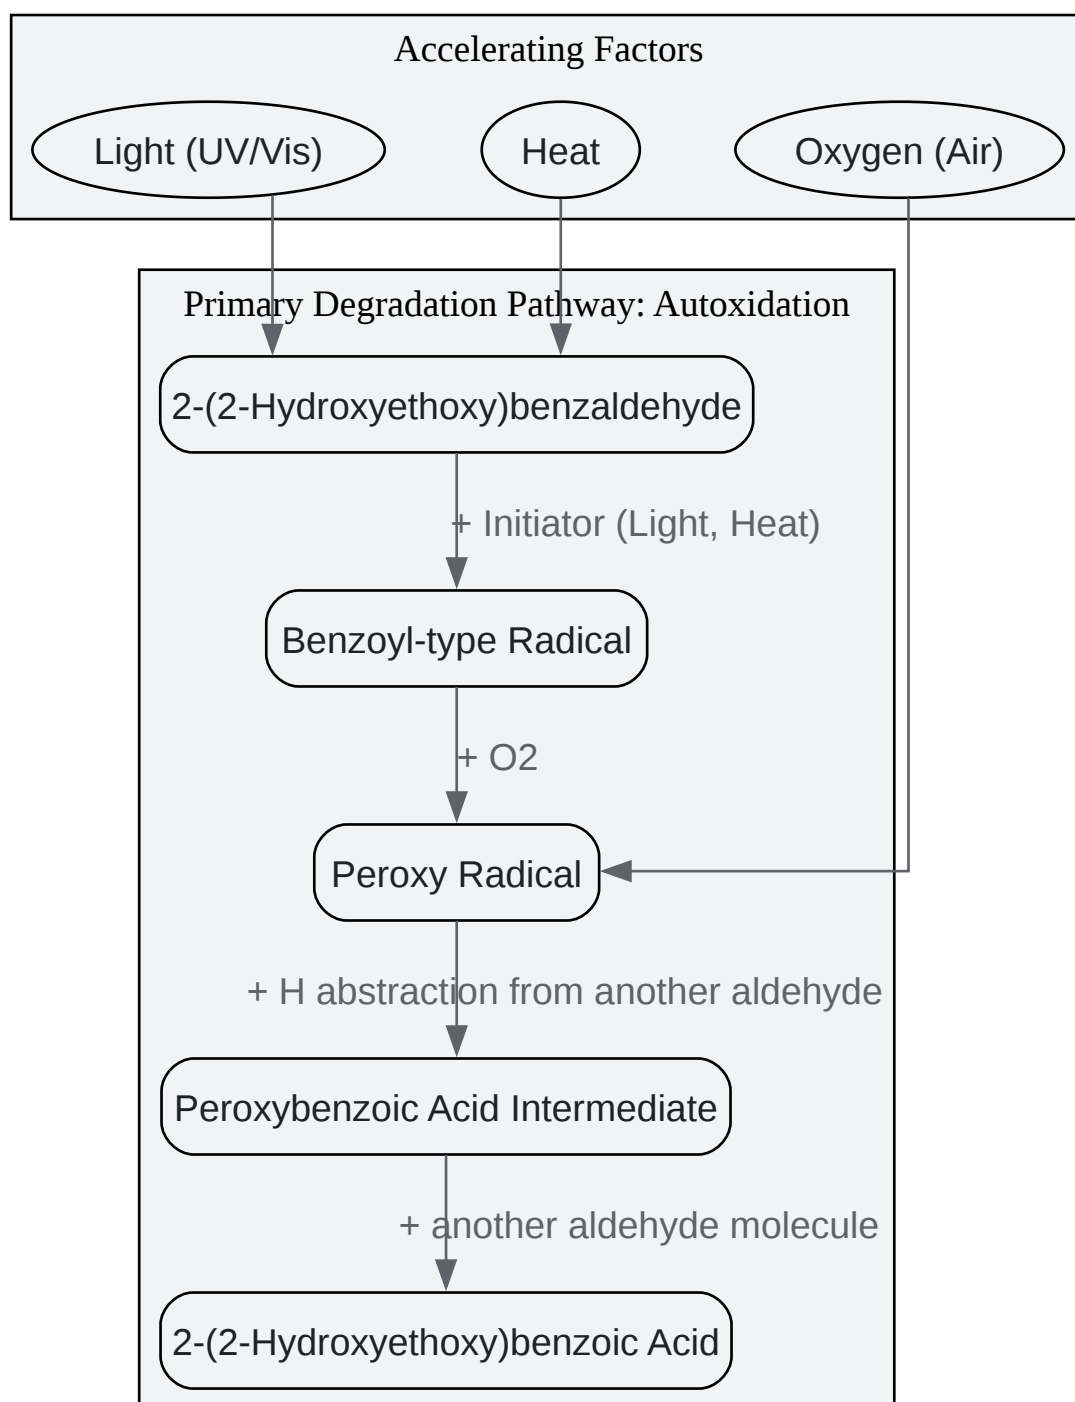 Accelerating Factors
Light (UV/Vis)
Heat
Oxygen (Air)
Primary Degradation Pathway: Autoxidation
2-(2-Hydroxyethoxy)benzaldehyde
+ Initiator (Light, Heat)
Benzoyl-type Radical
+ O2
Peroxy Radical
+ H abstraction from another aldehyde
Peroxybenzoic Acid Intermediate
+ another aldehyde molecule
2-(2-Hydroxyethoxy)benzoic Acid